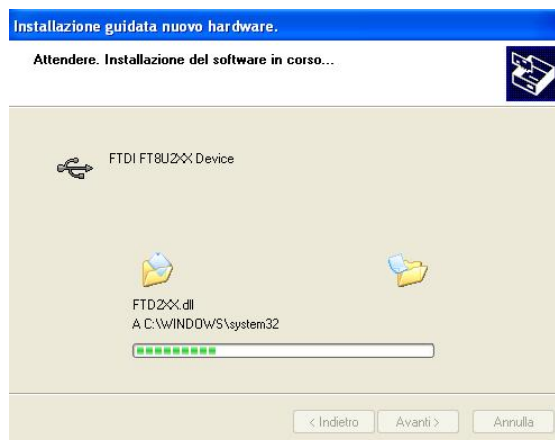 Installazione guidata nuovo hardware.
Attendere. Installazione del software in corso...
FTDI FT8U2XX Device
FTD2XX.dll
A C:\WINDOWS\system32
< Indietro
Avanti >
Annulla